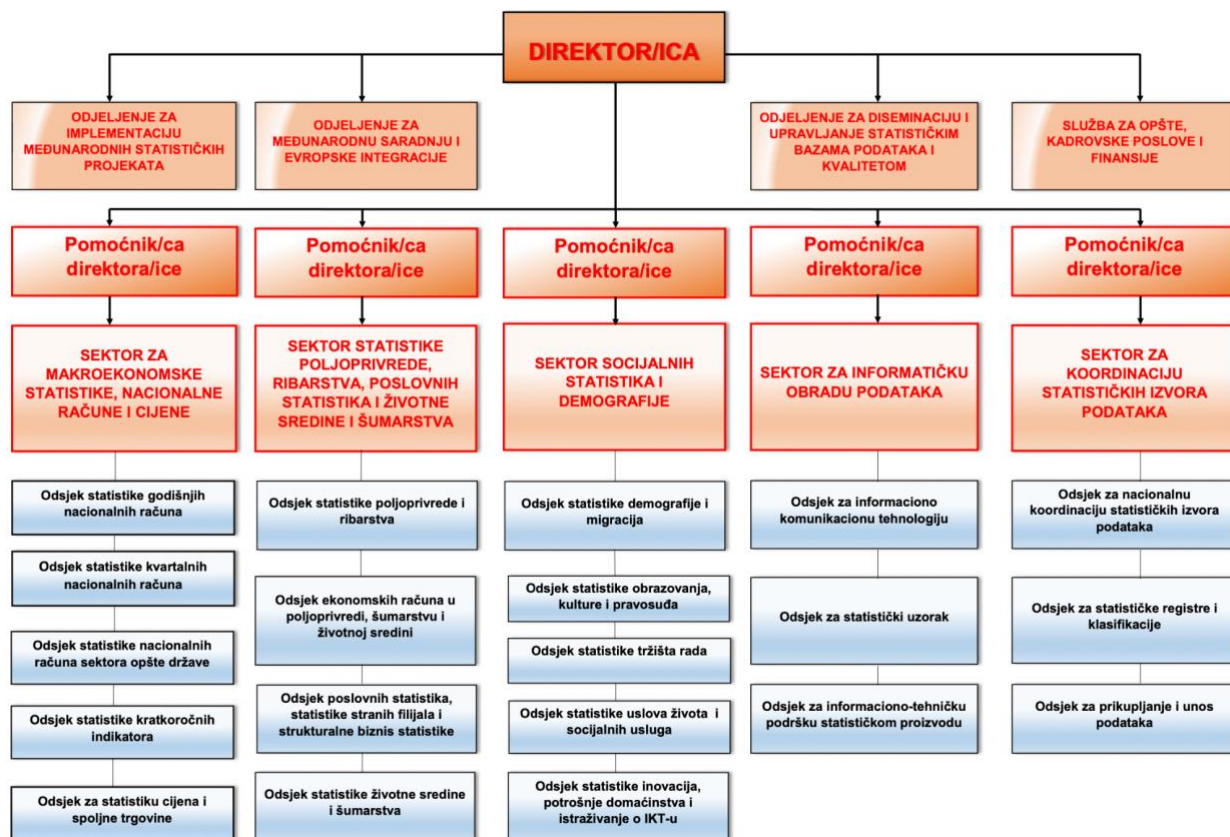 DIREKTOR/ICA
ODJELJENJE ZA
IMPLEMENTACIJU
MEĐUNARODNIH STATISTIČKIH
PROJEKATA
ODJELJENJE ZA
MEĐUNARODNU SARADNJU I
EVROPSKE INTEGRACIJE
ODJELJENJE ZA DISEMINACIJU I
UPRAVLJANJE STATISTIČKIM
BAZAMA PODATAKA I
KVALITETOM
SLUŽBA ZA OPŠTE,
KADROVSKE POSLOVE I
FINANSIJE
Pomoćnik/ca
direktora/ice
Pomoćnik/ca
direktora/ice
Pomoćnik/ca
direktora/ice
Pomoćnik/ca
direktora/ice
Pomoćnik/ca
direktora/ice
SEKTOR ZA
MAKROEKONOMSKE
STATISTIKE, NACIONALNE
RAČUNE I CIJENE
SEKTOR STATISTIKE
POLJOPRIVREDE,
RIBARSTVA, POSLOVNIH
STATISTIKA I ŽIVOTNE
SREDINE I ŠUMARSTVA
SEKTOR SOCIJALNIH
STATISTIKA I
DEMOGRAFIJE
SEKTOR ZA INFORMATIČKU
OBRADU PODATAKA
SEKTOR ZA
KOORDINACIJU
STATISTIČKIH IZVORA
PODATAKA
Odsjek statistike godišnjih
nacionalnih računa
Odsjek statistike kvartalnih
nacionalnih računa
Odsjek statistike nacionalnih
računa sektora opšte države
Odsjek statistike kratkoročnih
indikatora
Odsjek za statistiku cijena i
spoljne trgovine
Odsjek statistike poljoprivrede i
ribarstva
Odsjek ekonomskih računa u
poljoprivredi, šumarstvu i
životnoj sredini
Odsjek poslovnih statistika,
statistike stranih filijala i
strukturalne biznis statistike
Odsjek statistike životne sredine
i šumarstva
Odsjek statistike demografije i
migracija
Odsjek statistike obrazovanja,
kulture i pravosuđa
Odsjek statistike tržišta rada
Odsjek statistike uslova života i
socijalnih usluga
Odsjek statistike inovacija,
potrošnje domaćinstva i
istraživanje o IKT-u
Odsjek za informaciono
komunikacionu tehnologiju
Odsjek za statistički uzorak
Odsjek za informaciono-tehničku
podršku statističkom proizvodu
Odsjek za nacionalnu
koordinaciju statističkih izvora
podataka
Odsjek za statističke registre i
klasifikacije
Odsjek za prikupljanje i unos
podataka